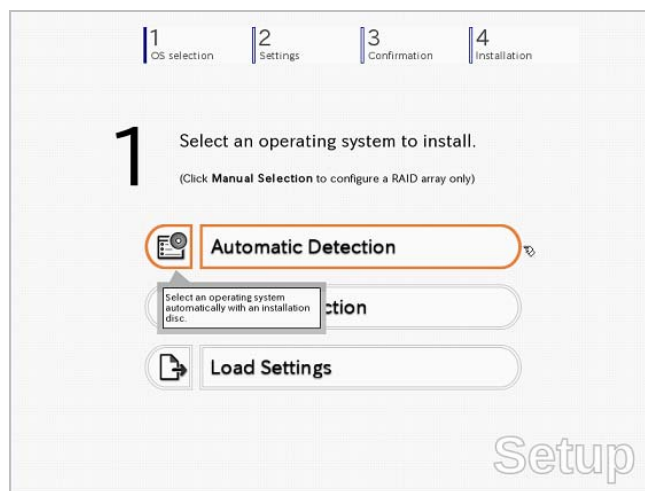 1
OS selection
2
Settings
3
Confirmation
4
Installation
1
Select an operating system to install.
(Click Manual Selection to configure a RAID array only)
Automatic Detection
Select an operating system
automatically with an installation
disc.
ction
Load Settings
Setup